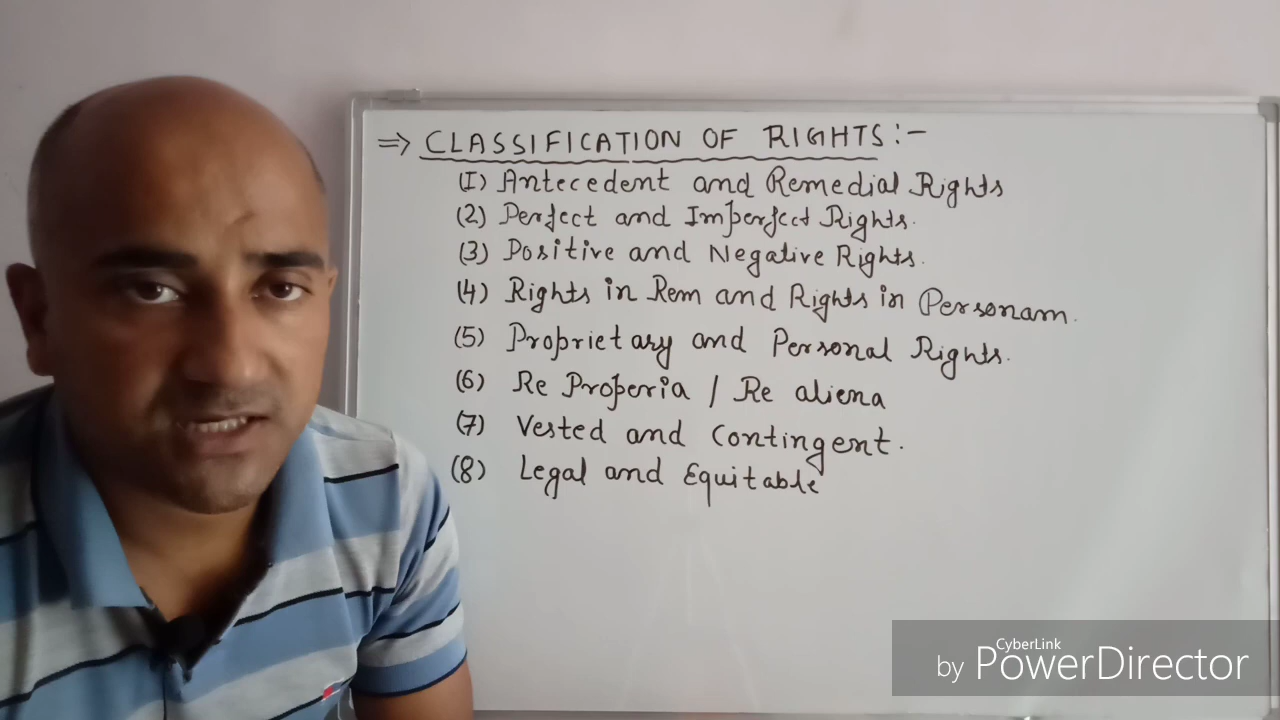 ⇒ CLASSIFICATION OF RIGHTS:-
(1) Antecedent and Remedial Rights
(2) Perfect and Imperfect Rights.
(3) Positive and Negative Rights.
(4) Rights in Rem and Rights in Personam.
(5) Proprietary and Personal Rights.
(6) Re Properia / Re aliena
(7) Vested and Contingent.
(8) Legal and Equitable
CyberLink
by PowerDirector